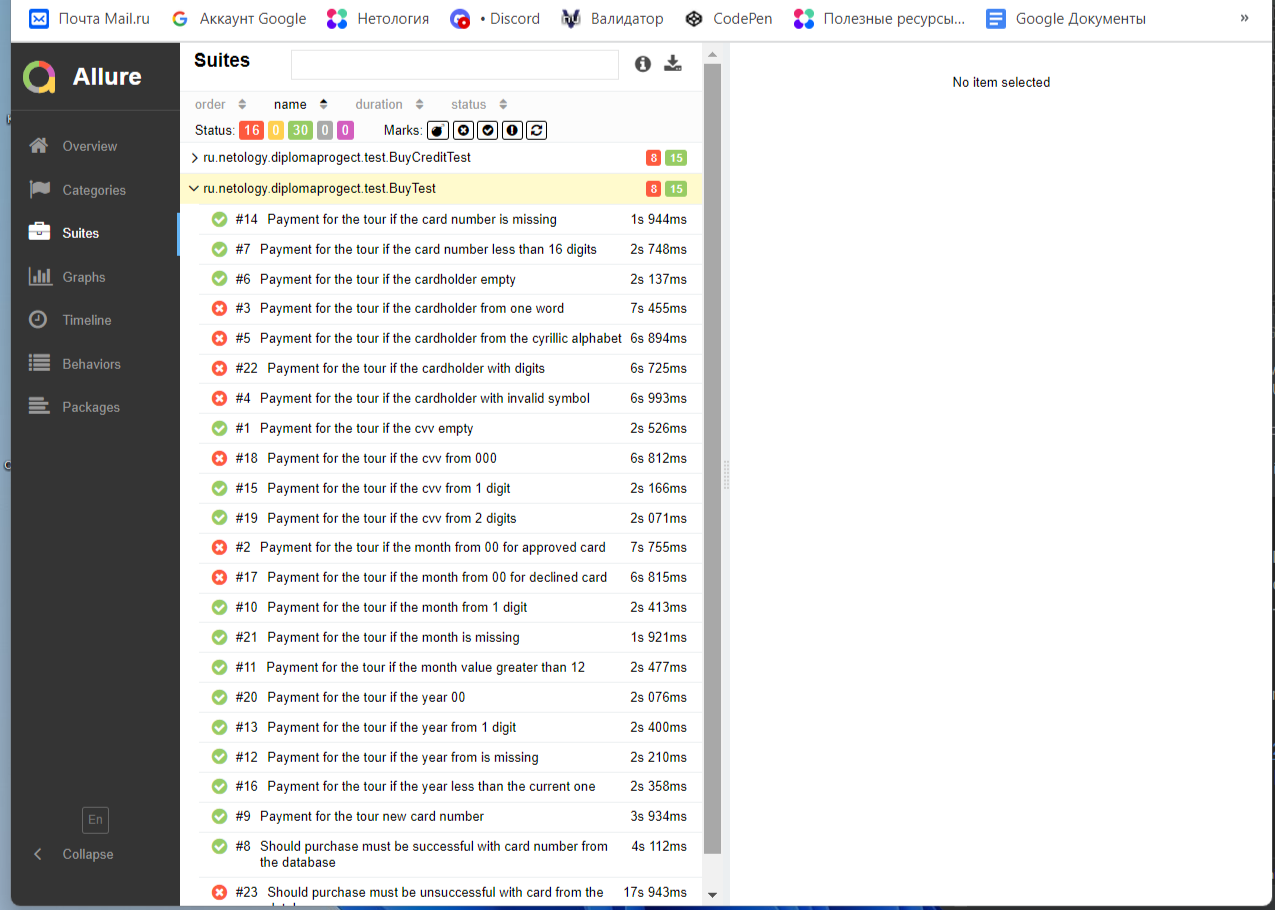 Почта Mail.ru Аккаунт Google Нетология • Discord Валидатор CodePen Полезные ресурсы... Google Документы »
Allure
Overview
Categories
Suites
Graphs
Timeline
Behaviors
Packages
En
Collapse
Suites
order name duration status
Status: 16 0 30 0 0 Marks:
ru.netology.diplomaprogect.test.BuyCreditTest 8 15
ru.netology.diplomaprogect.test.BuyTest 8 15
#14 Payment for the tour if the card number is missing 1s 944ms
#7 Payment for the tour if the card number less than 16 digits 2s 748ms
#6 Payment for the tour if the cardholder empty 2s 137ms
#3 Payment for the tour if the cardholder from one word 7s 455ms
#5 Payment for the tour if the cardholder from the cyrillic alphabet 6s 894ms
#22 Payment for the tour if the cardholder with digits 6s 725ms
#4 Payment for the tour if the cardholder with invalid symbol 6s 993ms
#1 Payment for the tour if the cvv empty 2s 526ms
#18 Payment for the tour if the cvv from 000 6s 812ms
#15 Payment for the tour if the cvv from 1 digit 2s 166ms
#19 Payment for the tour if the cvv from 2 digits 2s 071ms
#2 Payment for the tour if the month from 00 for approved card 7s 755ms
#17 Payment for the tour if the month from 00 for declined card 6s 815ms
#10 Payment for the tour if the month from 1 digit 2s 413ms
#21 Payment for the tour if the month is missing 1s 921ms
#11 Payment for the tour if the month value greater than 12 2s 477ms
#20 Payment for the tour if the year 00 2s 076ms
#13 Payment for the tour if the year from 1 digit 2s 400ms
#12 Payment for the tour if the year from is missing 2s 210ms
#16 Payment for the tour if the year less than the current one 2s 358ms
#9 Payment for the tour new card number 3s 934ms
#8 Should purchase must be successful with card number from 4s 112ms
the database
#23 Should purchase must be unsuccessful with card from the 17s 943ms
No item selected